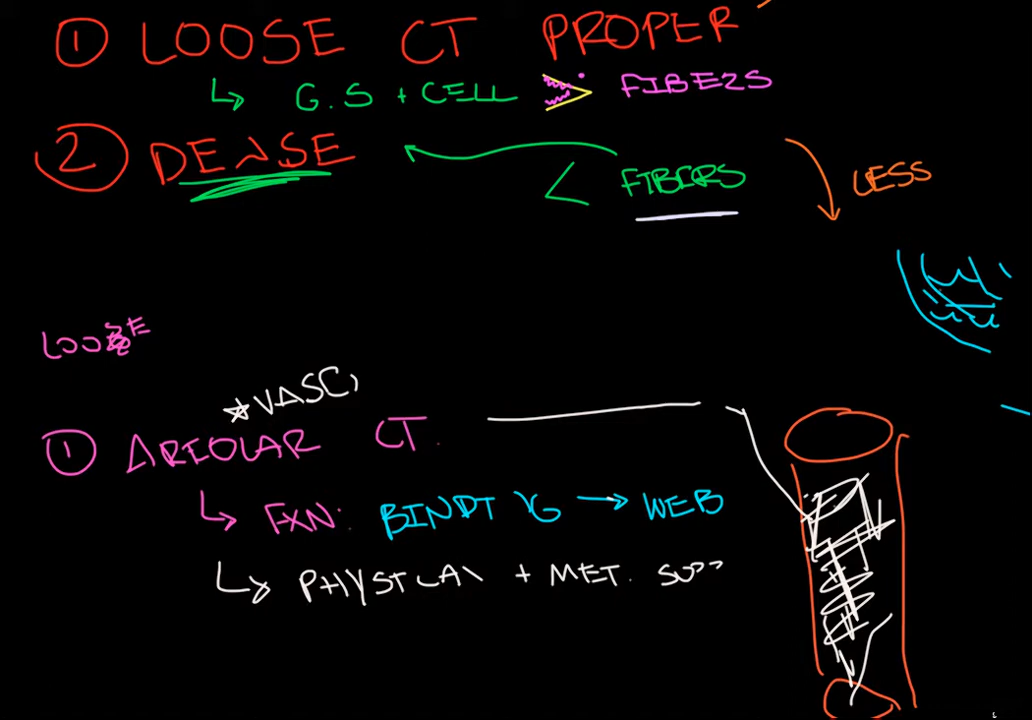 ① LOOSE CT PROPER
↳ G.S + CELL > FIBERS
② DENSE
< FIBERS
LESS
LOOSE
☆VASC,
① AREOLAR CT.
↳ FXN: BINDING → WEB
↳ PHYSICAL + MET. SUPP